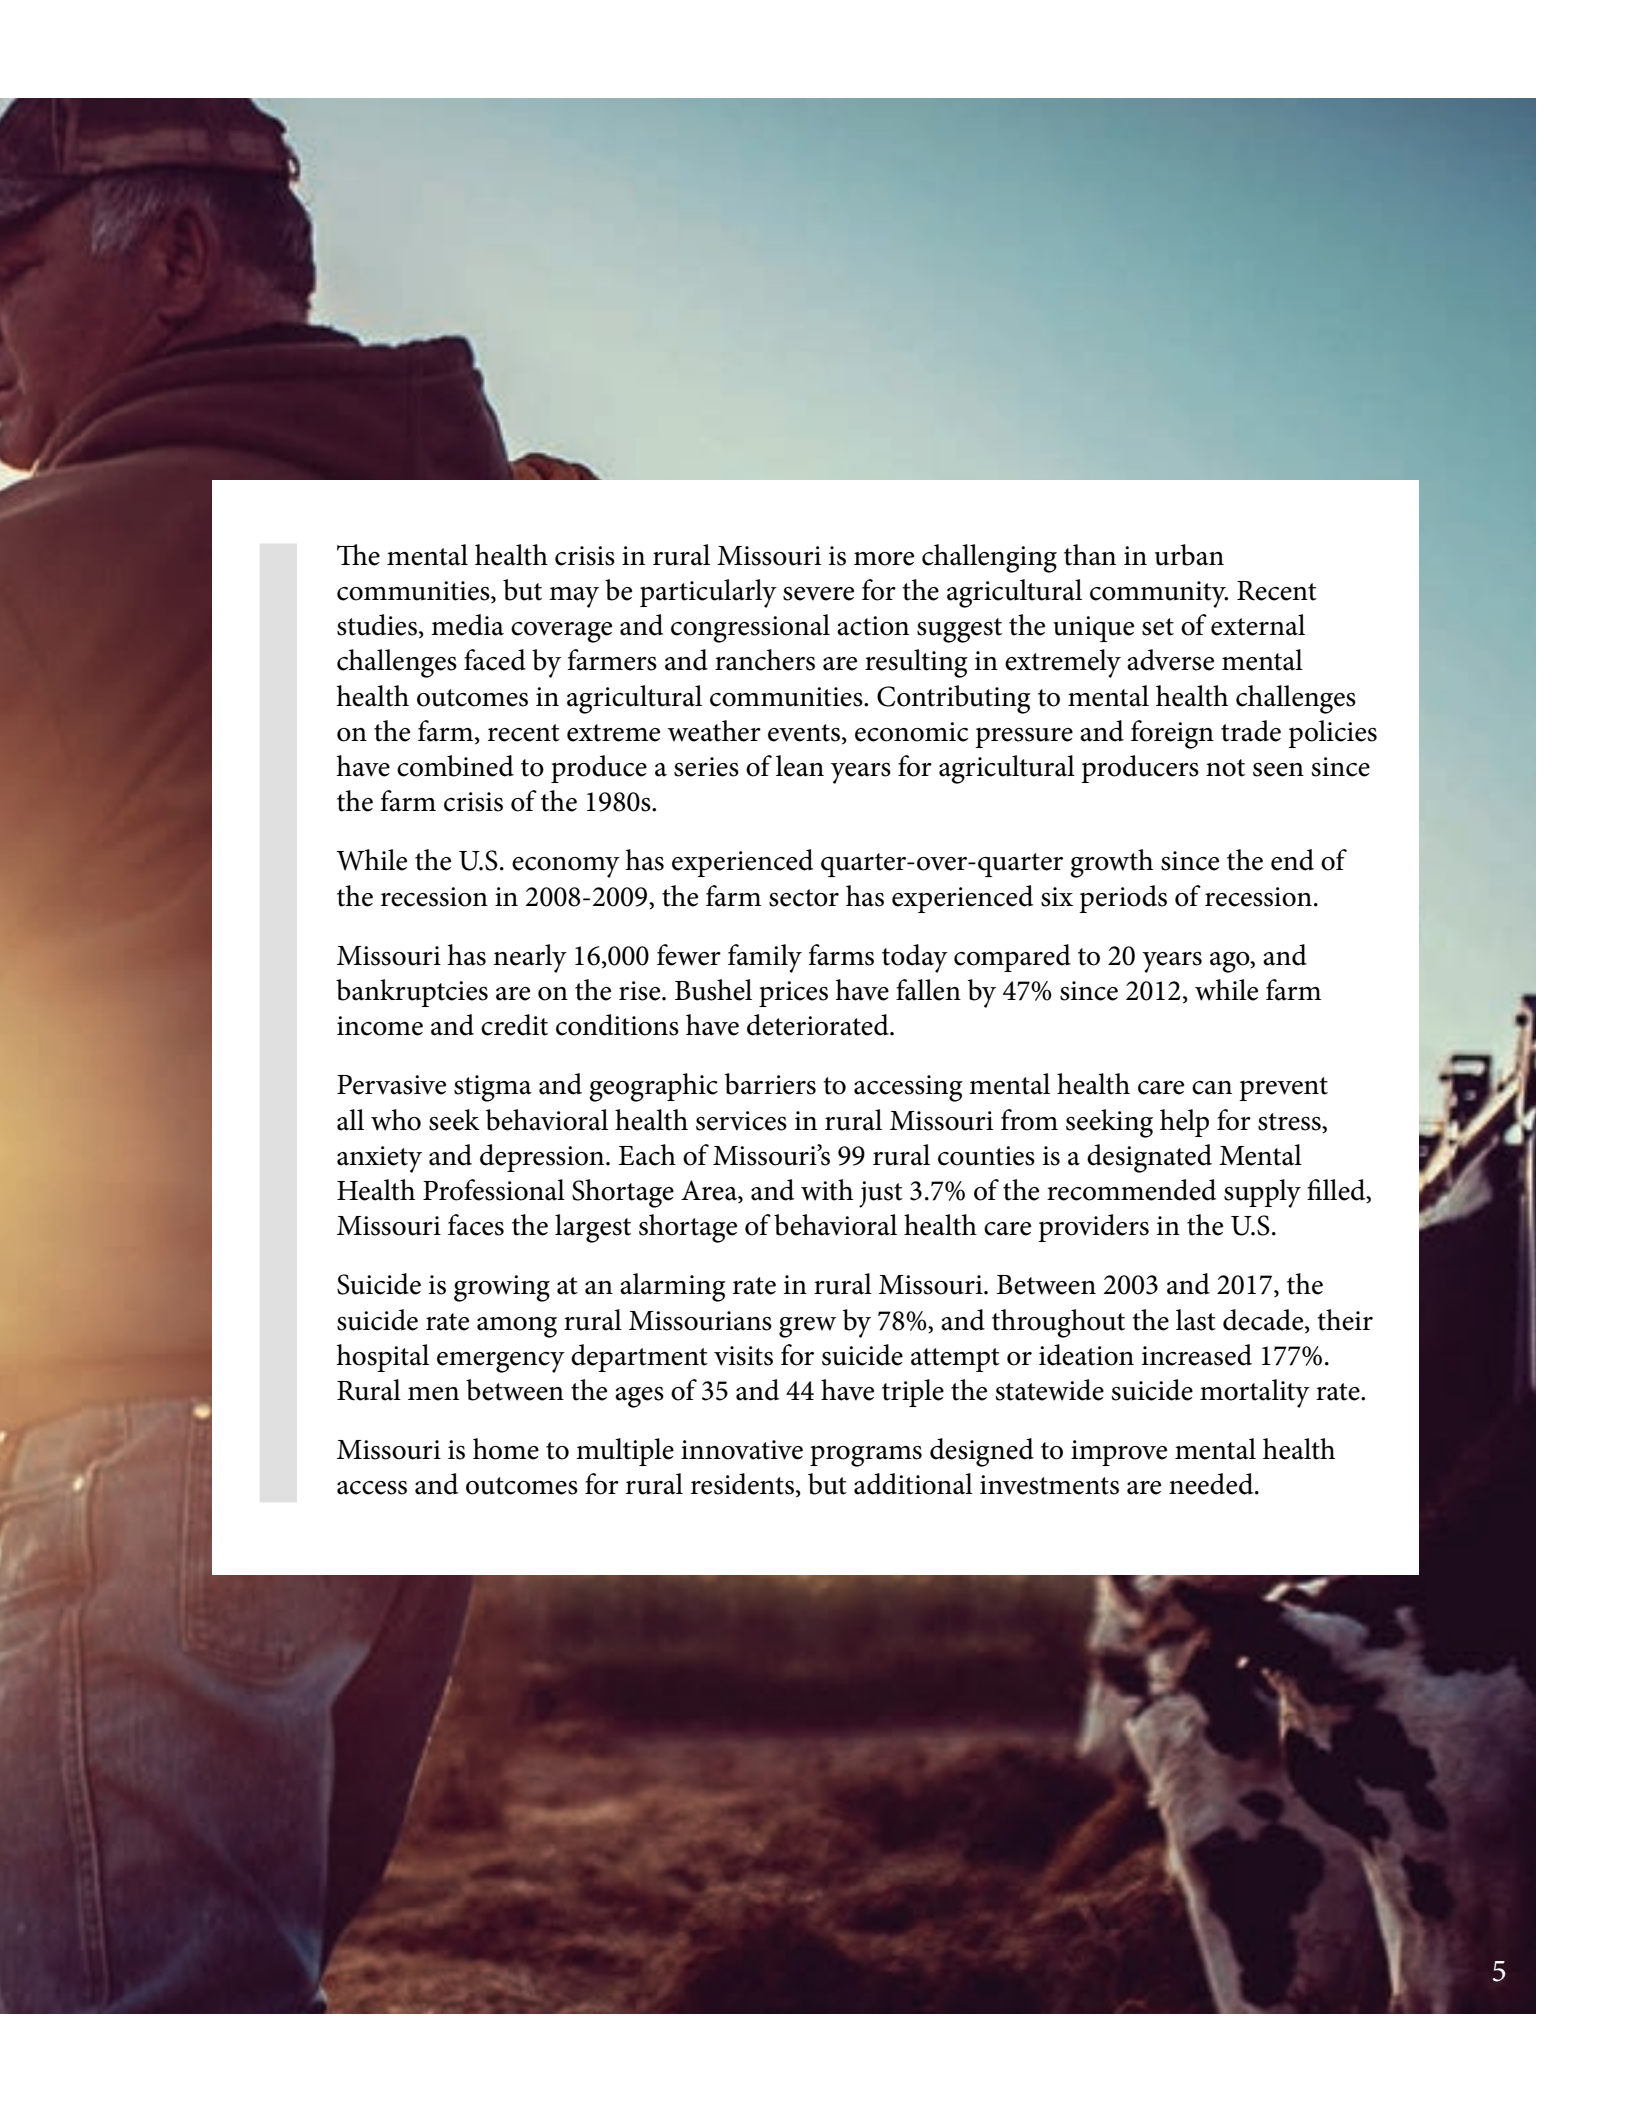 The mental health crisis in rural Missouri is more challenging than in urban
communities, but may be particularly severe for the agricultural community. Recent
studies, media coverage and congressional action suggest the unique set of external
challenges faced by farmers and ranchers are resulting in extremely adverse mental
health outcomes in agricultural communities. Contributing to mental health challenges
on the farm, recent extreme weather events, economic pressure and foreign trade policies
have combined to produce a series of lean years for agricultural producers not seen since
the farm crisis of the 1980s.
While the U.S. economy has experienced quarter-over-quarter growth since the end of
the recession in 2008-2009, the farm sector has experienced six periods of recession.
Missouri has nearly 16,000 fewer family farms today compared to 20 years ago, and
bankruptcies are on the rise. Bushel prices have fallen by 47% since 2012, while farm
income and credit conditions have deteriorated.
Pervasive stigma and geographic barriers to accessing mental health care can prevent
all who seek behavioral health services in rural Missouri from seeking help for stress,
anxiety and depression. Each of Missouri’s 99 rural counties is a designated Mental
Health Professional Shortage Area, and with just 3.7% of the recommended supply filled,
Missouri faces the largest shortage of behavioral health care providers in the U.S.
Suicide is growing at an alarming rate in rural Missouri. Between 2003 and 2017, the
suicide rate among rural Missourians grew by 78%, and throughout the last decade, their
hospital emergency department visits for suicide attempt or ideation increased 177%.
Rural men between the ages of 35 and 44 have triple the statewide suicide mortality rate.
Missouri is home to multiple innovative programs designed to improve mental health
access and outcomes for rural residents, but additional investments are needed.
5